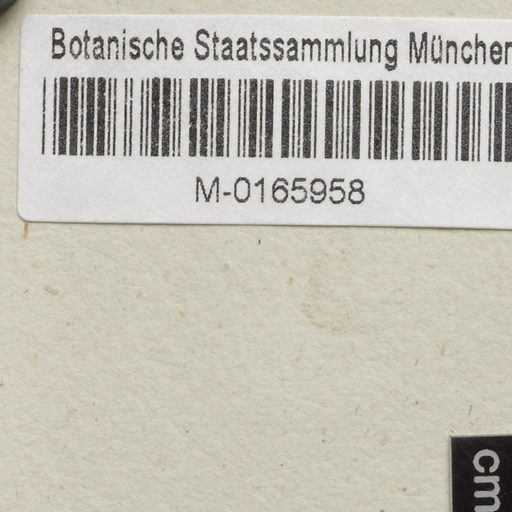 Botanische Staatssammlung München
M-0165958
cm